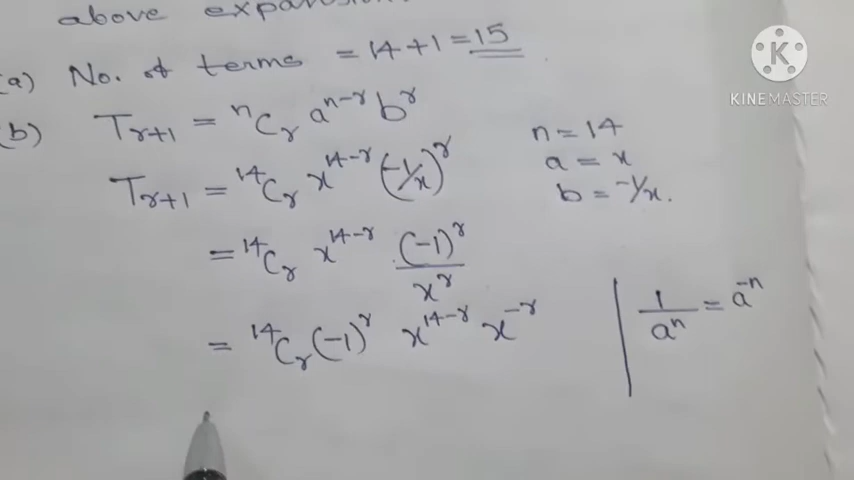 above expansion
(a) No. of terms = 14+1 = 15
(b) Tr+1 = ⁿCr aⁿ⁻ʳ bʳ
n = 14
Tr+1 = ¹⁴Cr x¹⁴⁻ʳ (-1/x)ʳ
a = x
b = -1/x.
= ¹⁴Cr x¹⁴⁻ʳ (-1)ʳ/xʳ
= ¹⁴Cr (-1)ʳ x¹⁴⁻ʳ x⁻ʳ
1/aⁿ = a⁻ⁿ
K
KINEMASTER